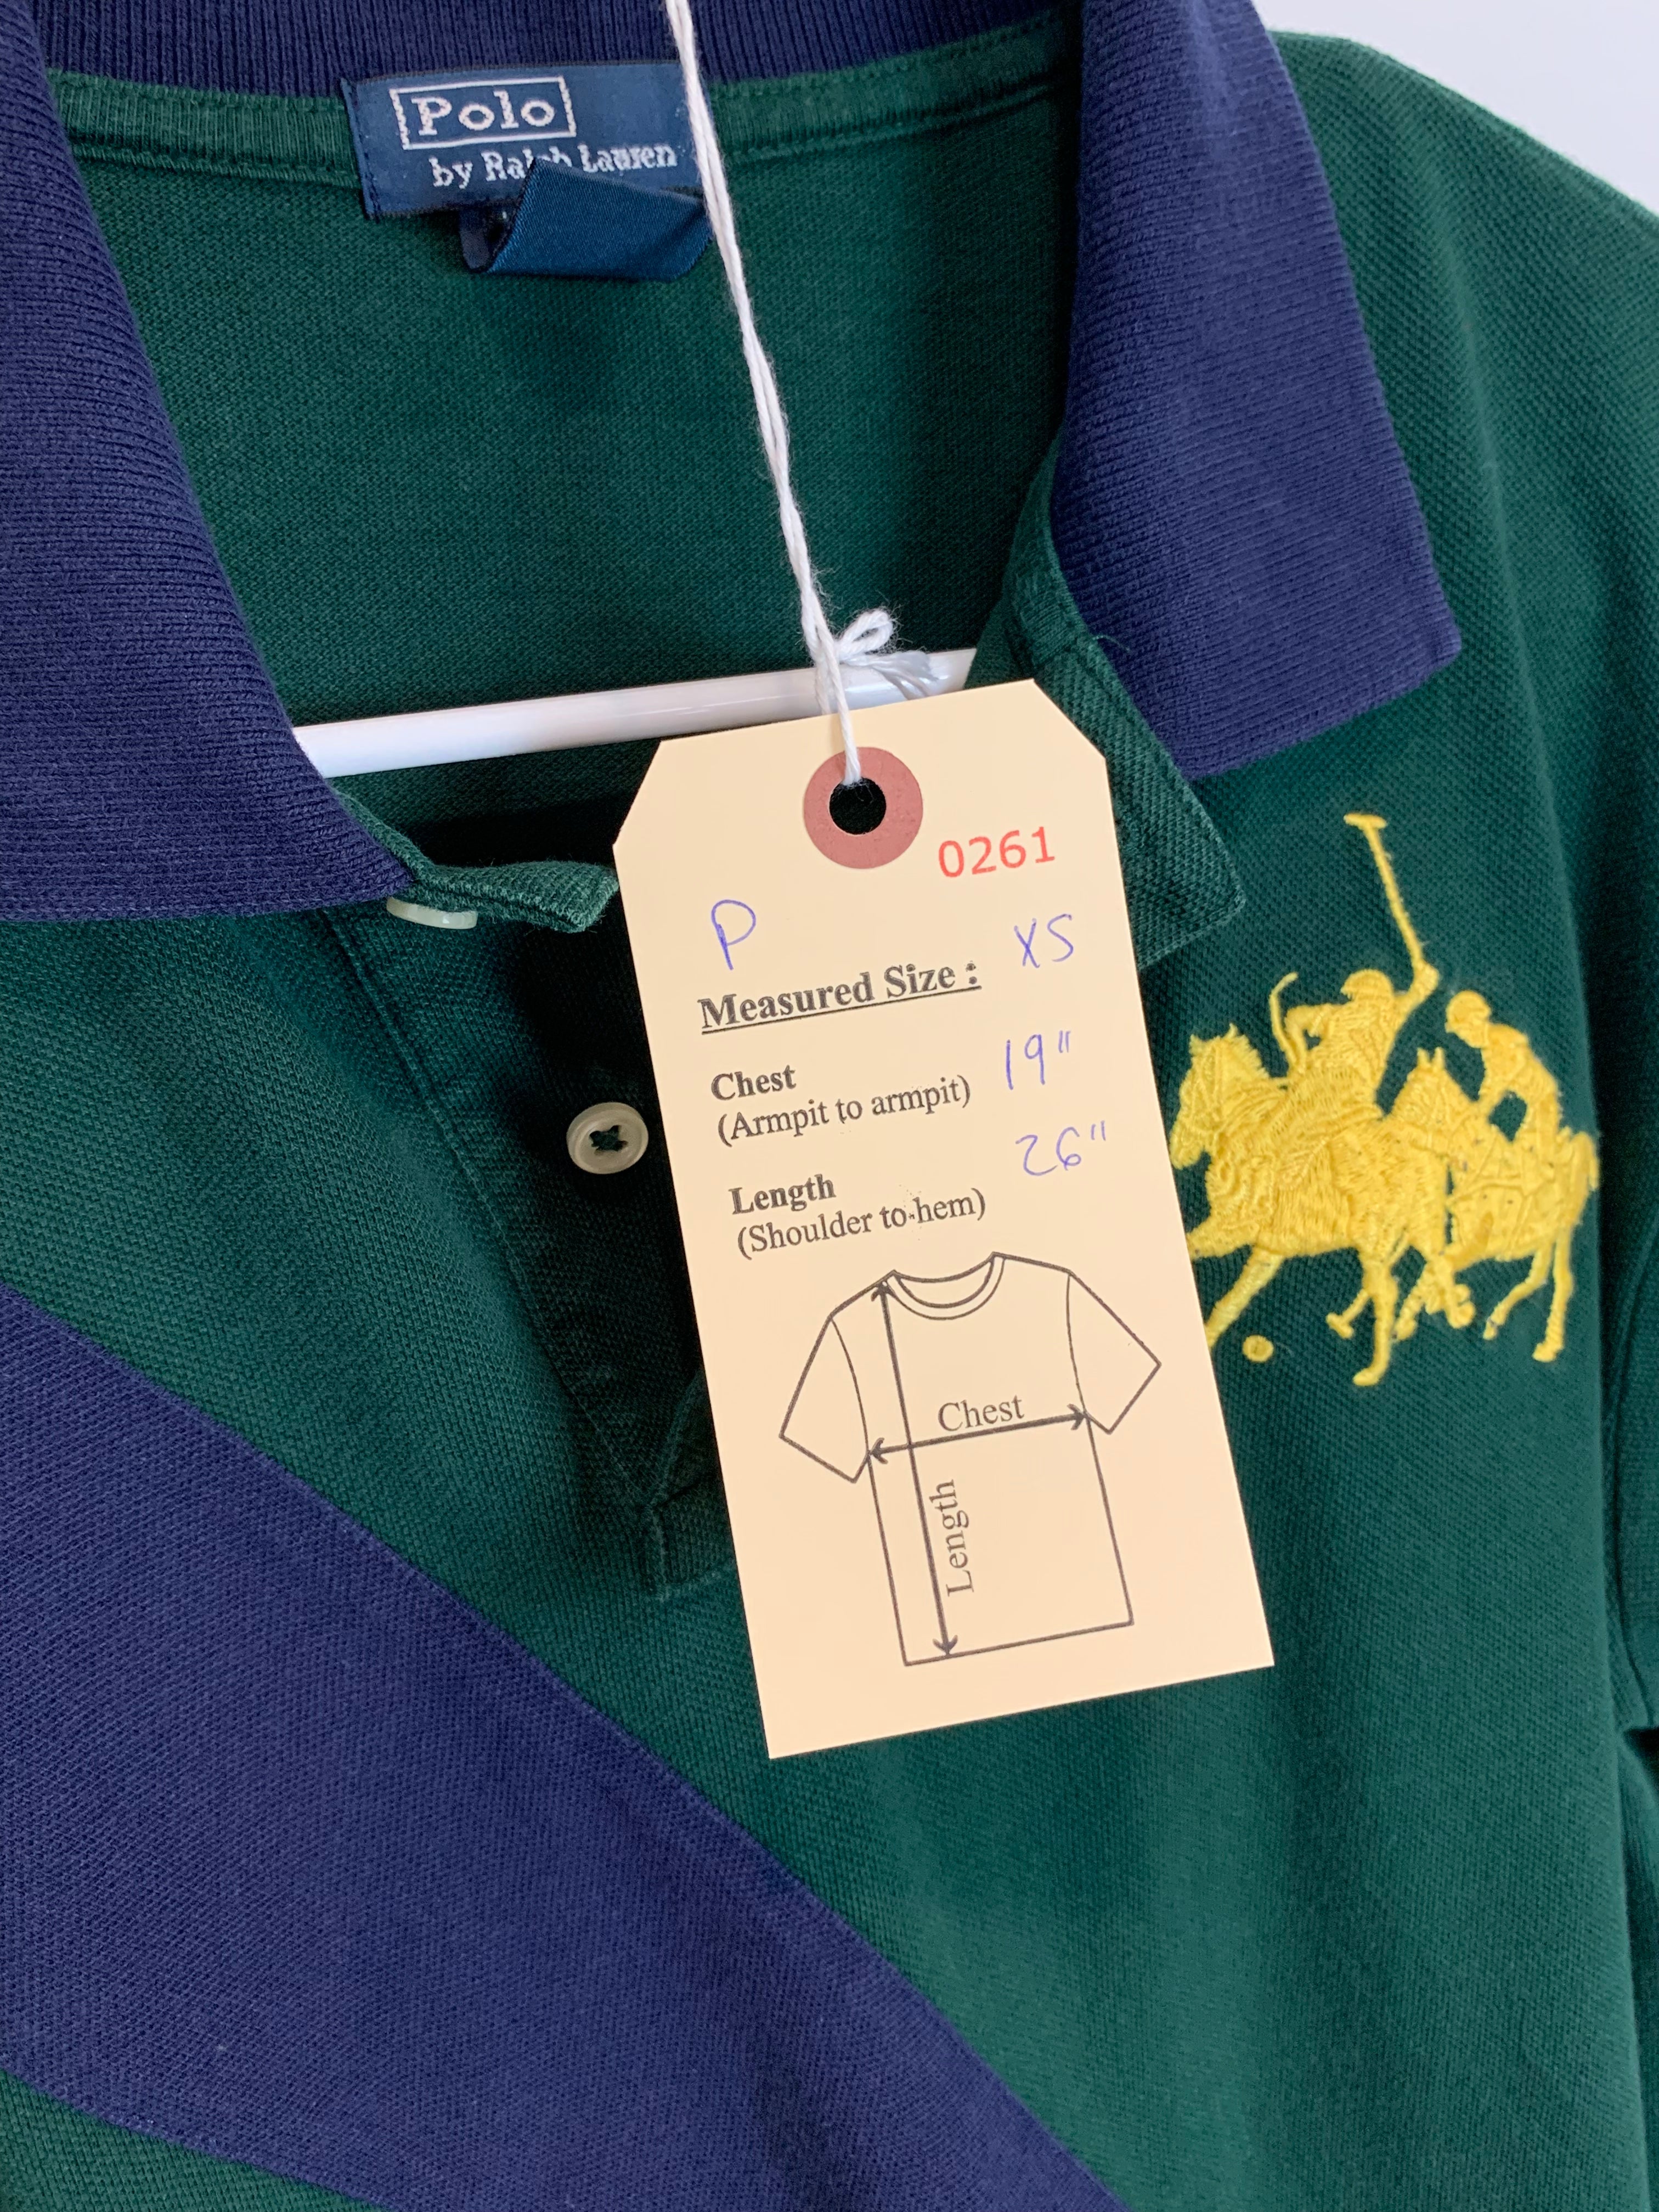 Polo
by Ralph Lauren
0261
P
XS
Measured Size :
Chest
19"
(Armpit to armpit)
26"
Length
(Shoulder to hem)
Chest
Length